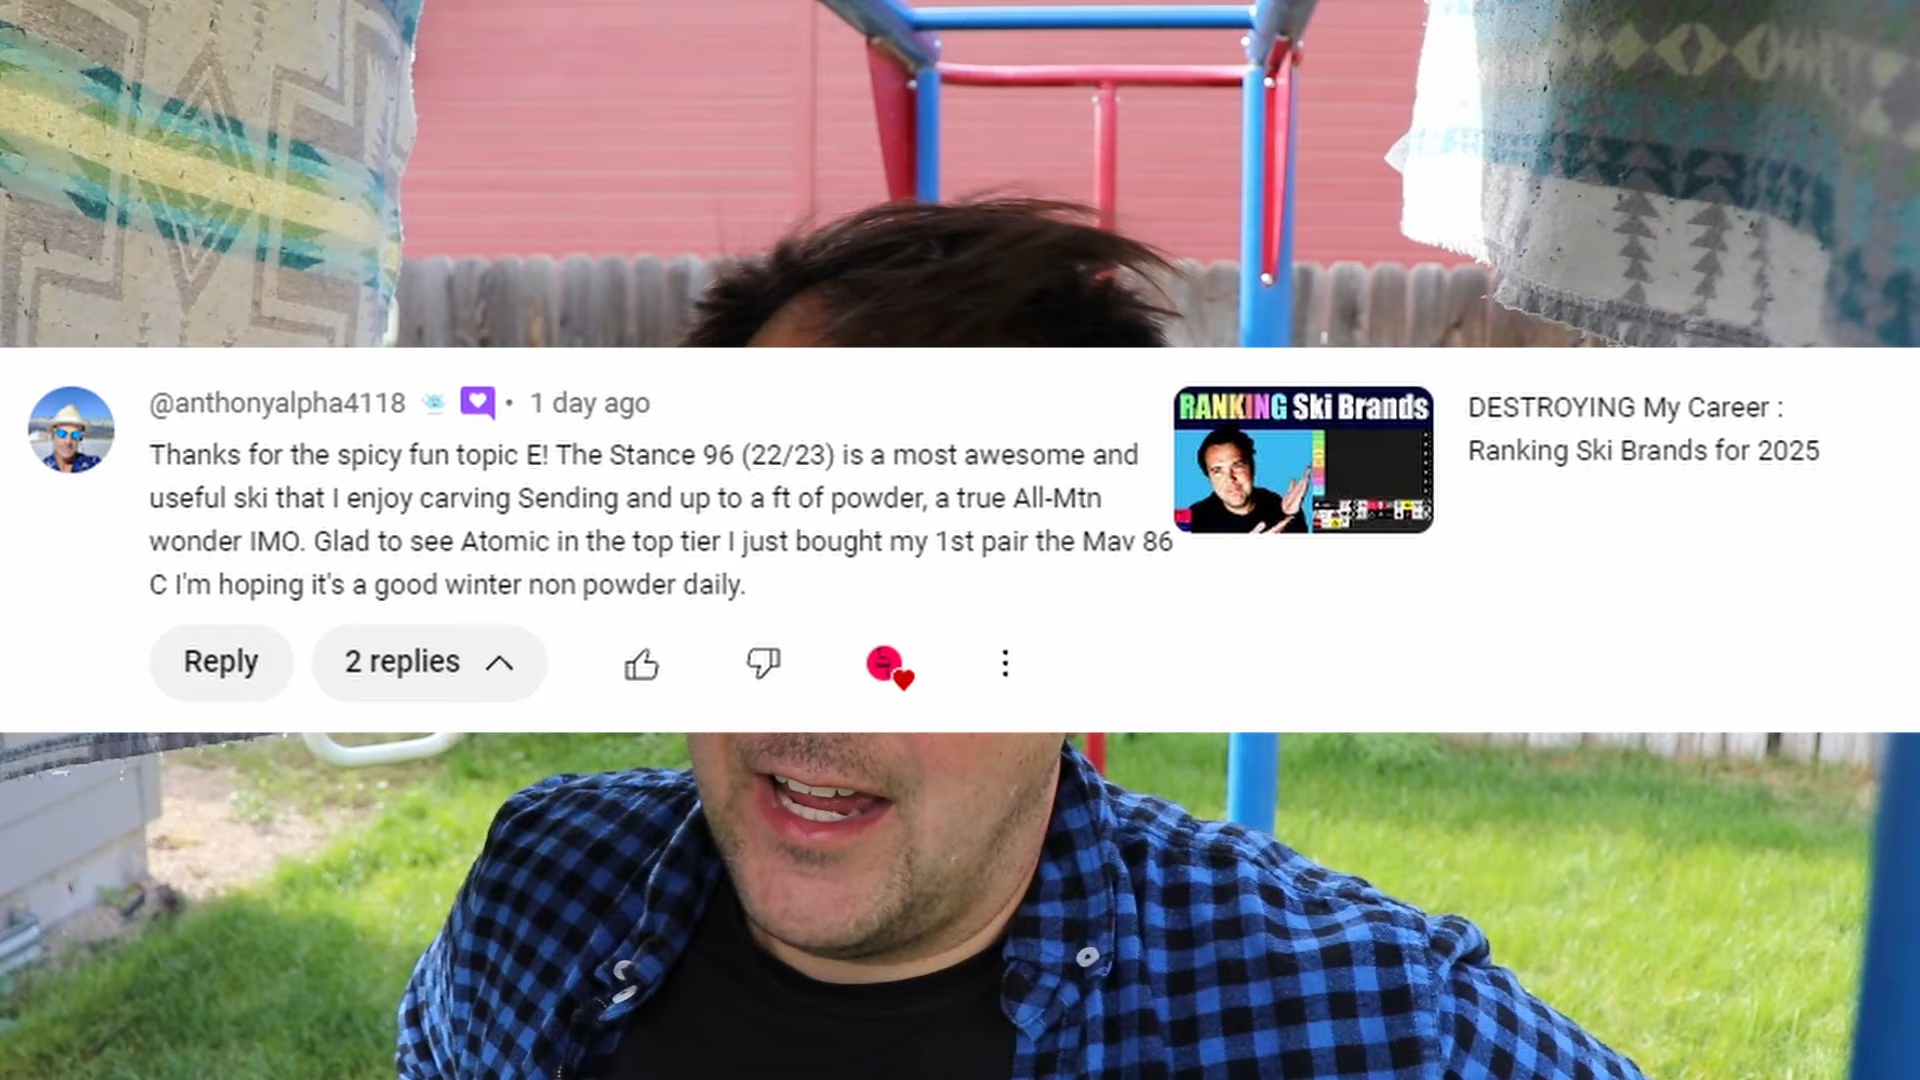 @anthonyalpha4118 • 1 day ago
Thanks for the spicy fun topic E! The Stance 96 (22/23) is a most awesome and
useful ski that I enjoy carving Sending and up to a ft of powder, a true All-Mtn
wonder IMO. Glad to see Atomic in the top tier I just bought my 1st pair the Mav 86
C I'm hoping it's a good winter non powder daily.
Reply
2 replies
RANKING Ski Brands
DESTROYING My Career :
Ranking Ski Brands for 2025